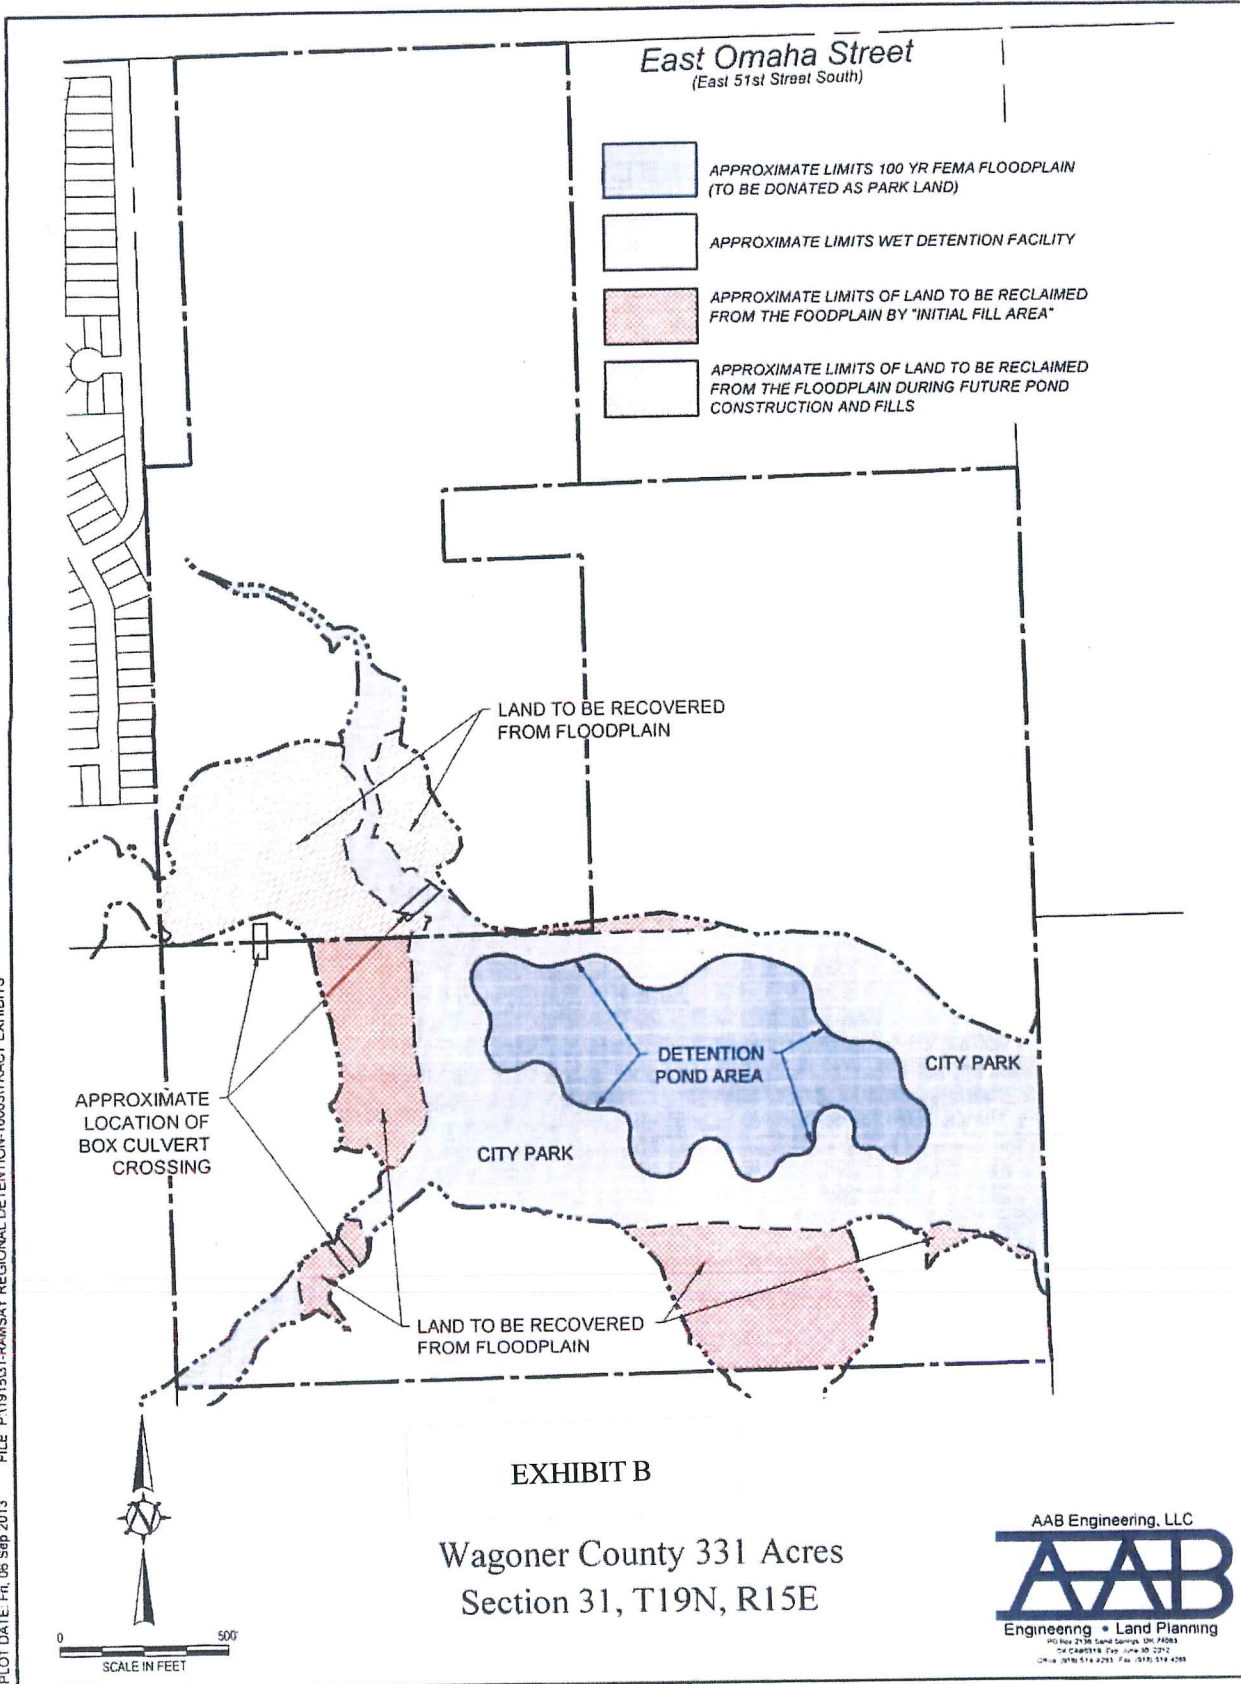 East Omaha Street
(East 51st Street South)
APPROXIMATE LIMITS 100 YR FEMA FLOODPLAIN
(TO BE DONATED AS PARK LAND)
APPROXIMATE LIMITS WET DETENTION FACILITY
APPROXIMATE LIMITS OF LAND TO BE RECLAIMED
FROM THE FOODPLAIN BY "INITIAL FILL AREA"
APPROXIMATE LIMITS OF LAND TO BE RECLAIMED
FROM THE FLOODPLAIN DURING FUTURE POND
CONSTRUCTION AND FILLS
LAND TO BE RECOVERED
FROM FLOODPLAIN
DETENTION
POND AREA
CITY PARK
APPROXIMATE
LOCATION OF
BOX CULVERT
CROSSING
CITY PARK
LAND TO BE RECOVERED
FROM FLOODPLAIN
N
0 500'
SCALE IN FEET
EXHIBIT B
Wagoner County 331 Acres
Section 31, T19N, R15E
AAB Engineering, LLC
AAB
Engineering • Land Planning
PLOT DATE: Fri, 06 Sep 2013